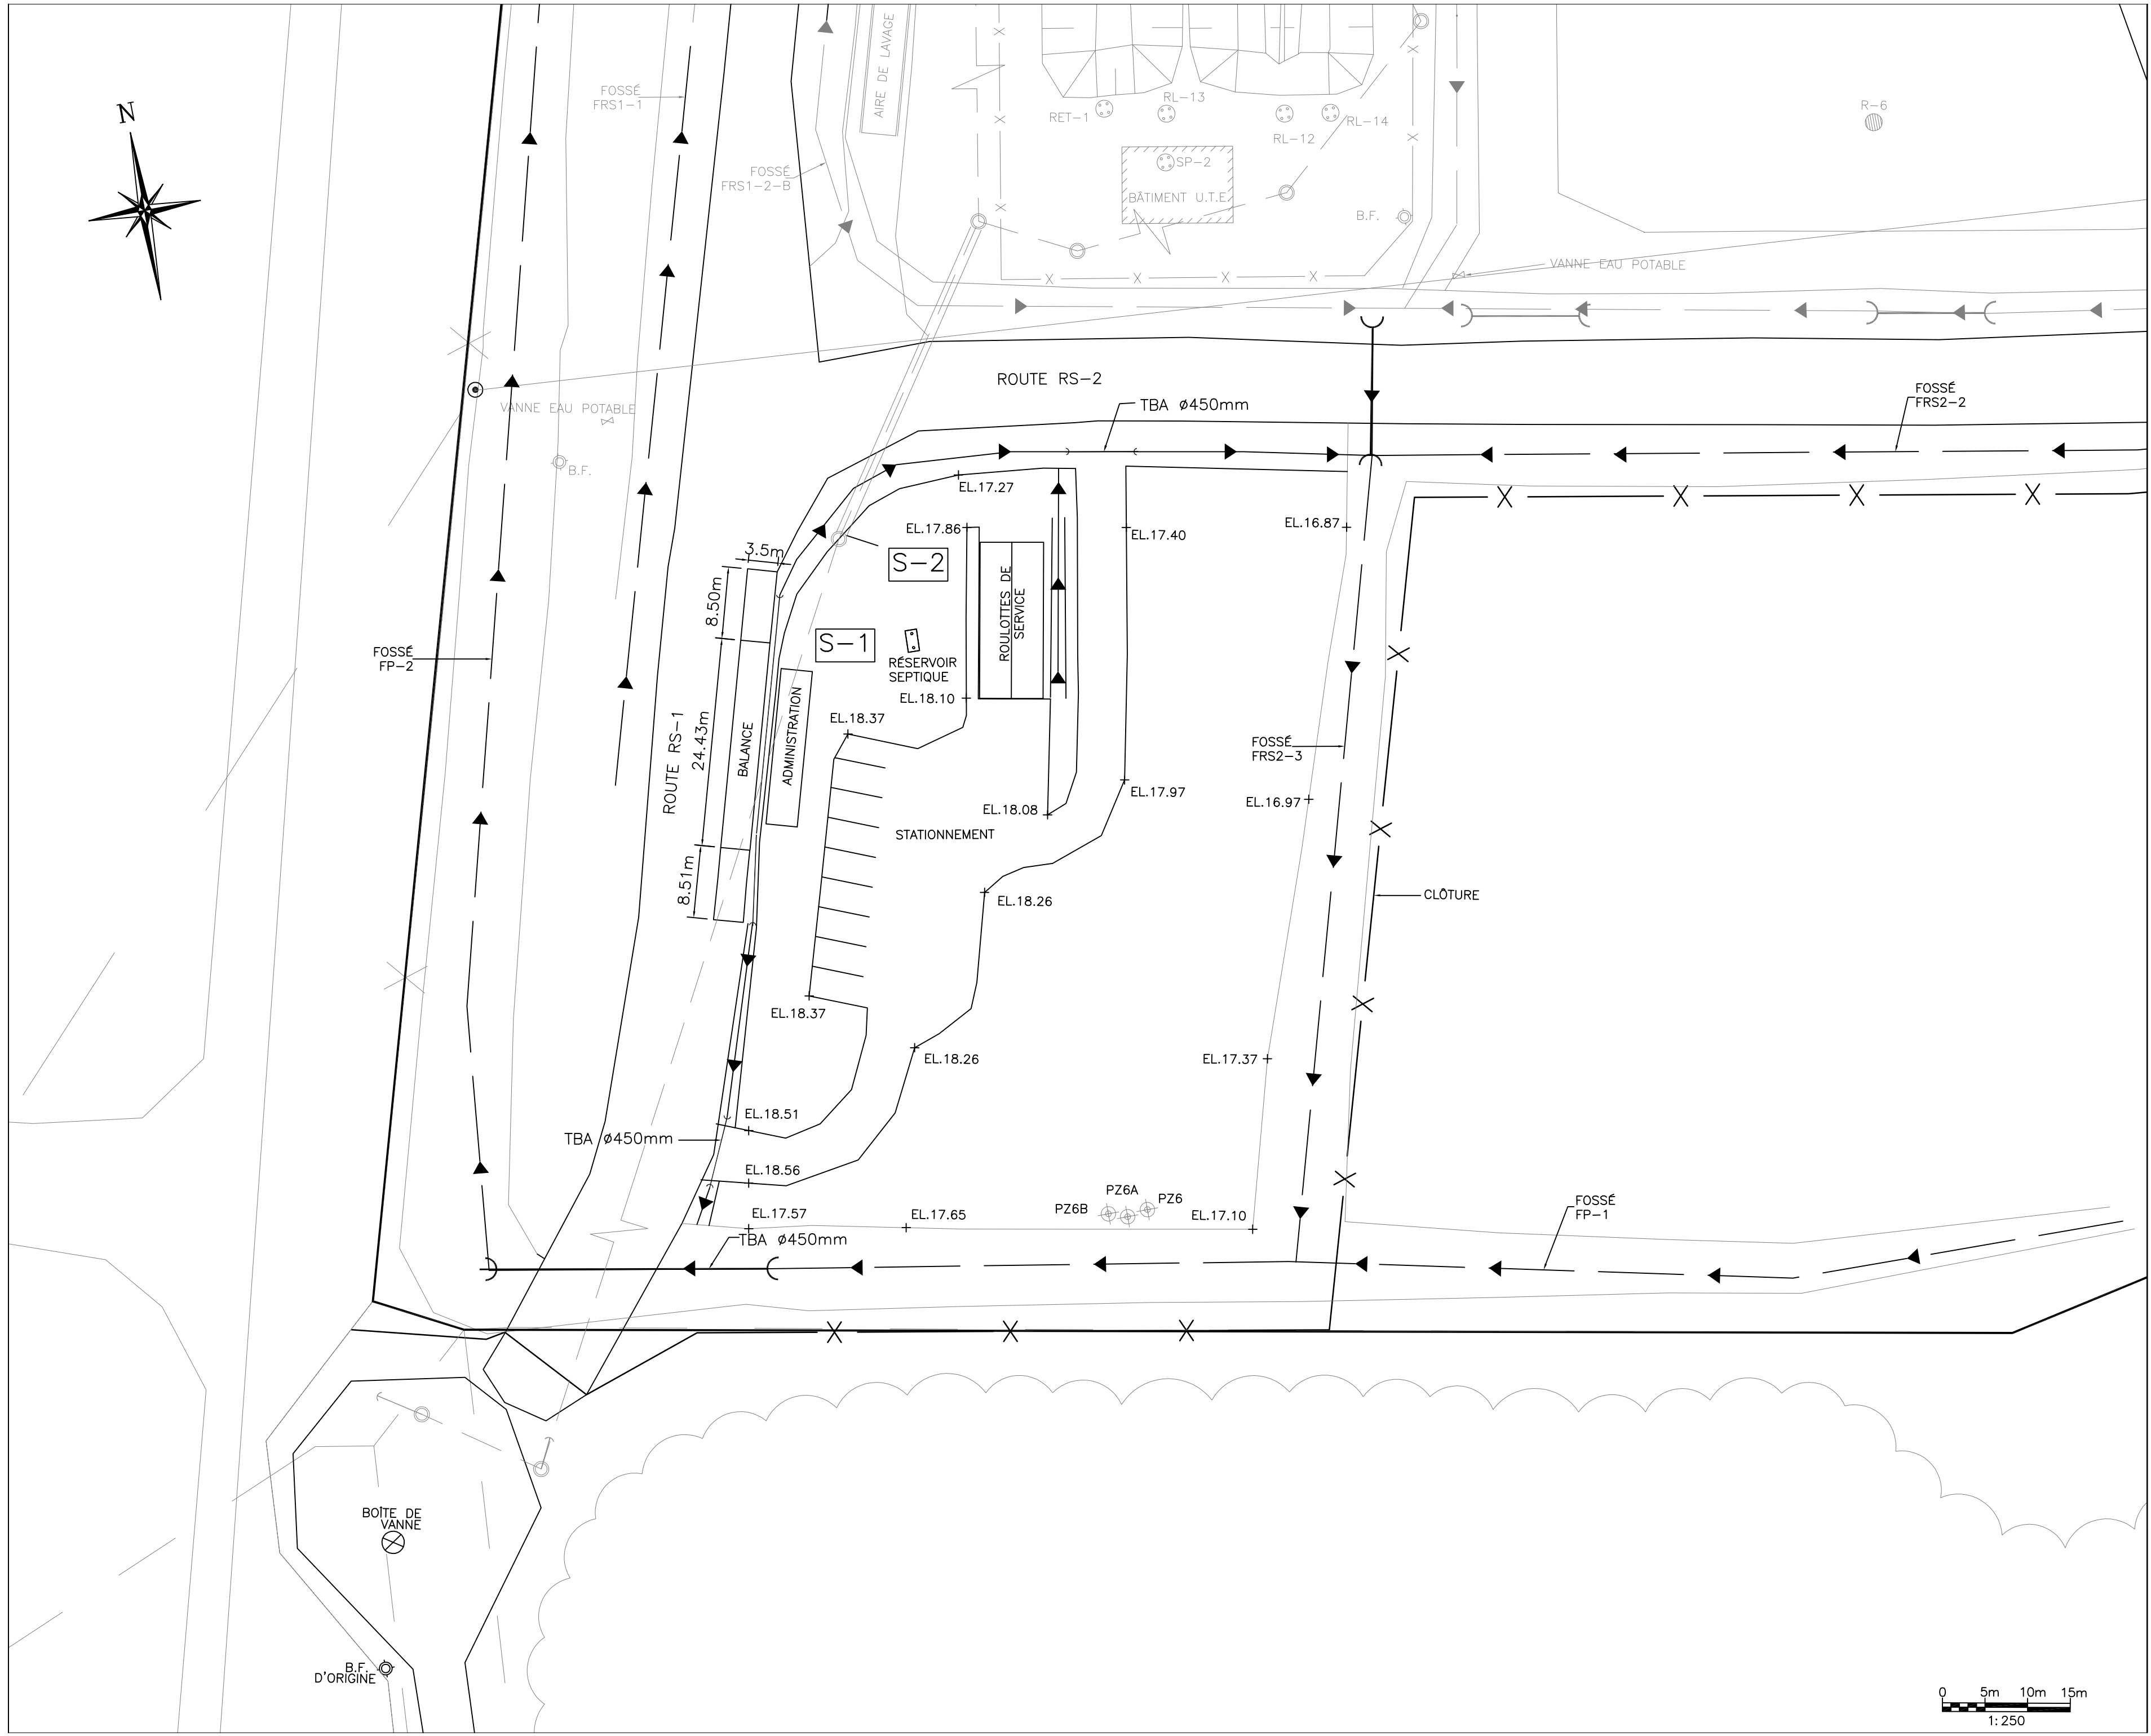 N
FOSSÉ
FRS1-1
AIRE DE LAVAGE
FOSSÉ
FRS1-2-B
RET-1
RL-13
RL-12
RL-14
SP-2
BÂTIMENT U.T.E.
B.F.
R-6
VANNE EAU POTABLE
ROUTE RS-2
TBA ø450mm
FOSSÉ
FRS2-2
VANNE EAU POTABLE
B.F.
EL.17.27
EL.17.86
EL.17.40
EL.16.87
3.5m
S-2
8.50m
ROULOTTES DE
SERVICE
S-1
RÉSERVOIR
SEPTIQUE
FOSSÉ
FP-2
EL.18.10
EL.18.37
ROUTE RS-1
24.43m
BALANCE
ADMINISTRATION
FOSSÉ
FRS2-3
EL.17.97
EL.16.97
EL.18.08
STATIONNEMENT
8.51m
EL.18.26
CLÔTURE
EL.18.37
EL.18.26
EL.17.37
EL.18.51
TBA ø450mm
EL.18.56
PZ6A
PZ6
PZ6B
EL.17.57
EL.17.65
EL.17.10
FOSSÉ
FP-1
TBA ø450mm
BOÎTE DE
VANNE
B.F.
D'ORIGINE
0 5m 10m 15m
1:250